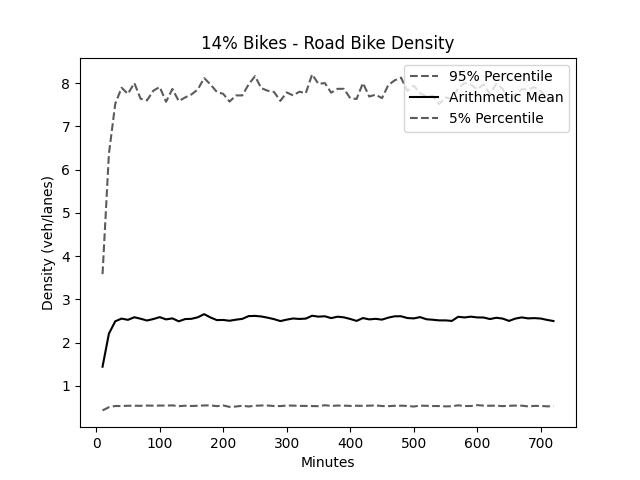 14% Bikes - Road Bike Density
95% Percentile
Arithmetic Mean
5% Percentile
8
7
6
5
4
3
2
1
Density (veh/lanes)
0 100 200 300 400 500 600 700
Minutes